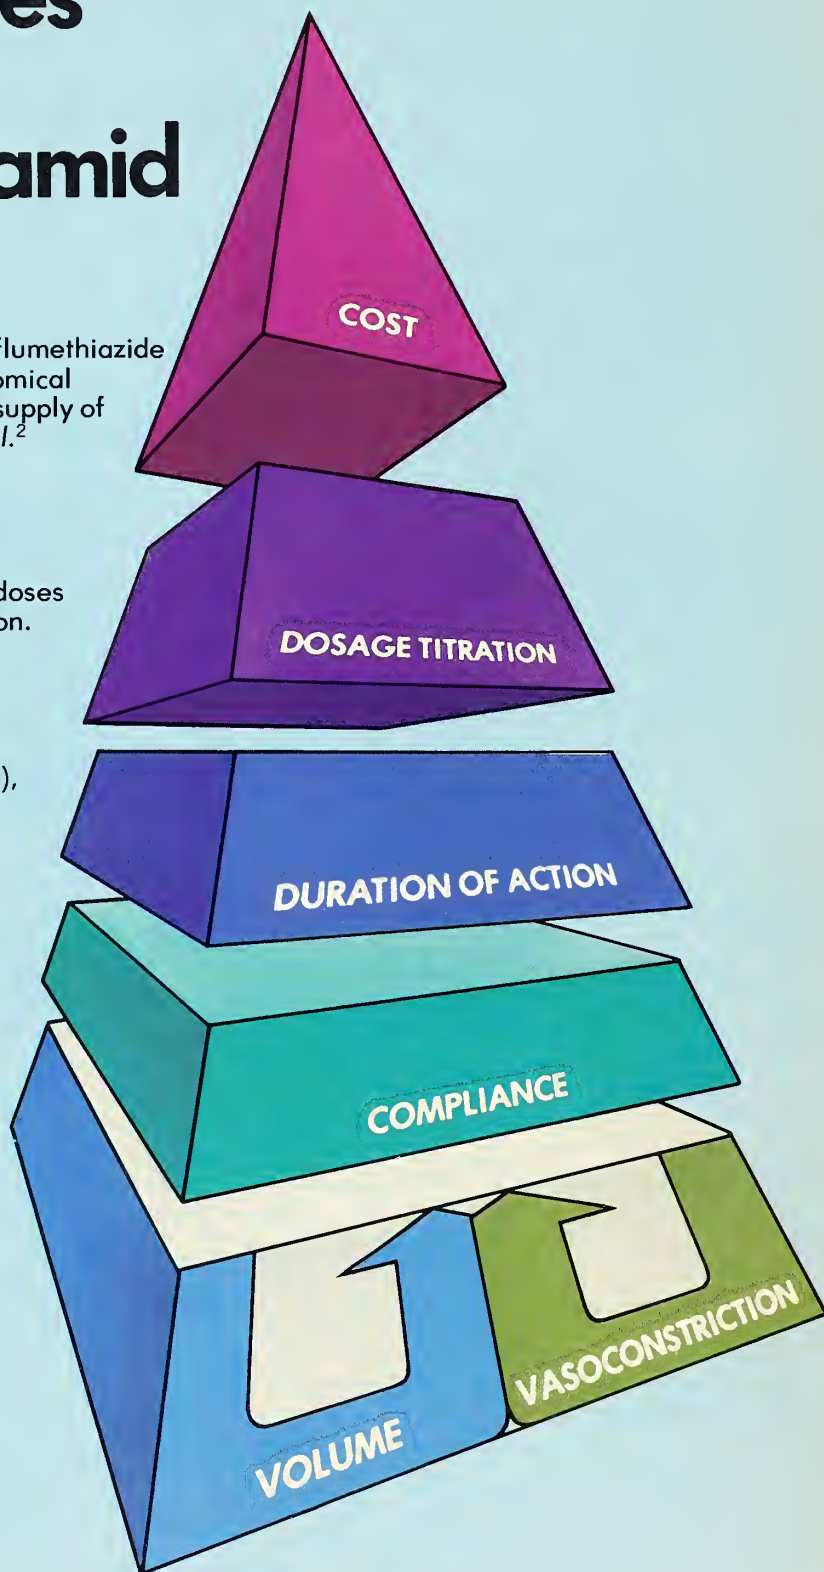 es
amid
flumethiazide
omical
supply of
l.2
doses
on.
),
COST
DOSAGE TITRATION
DURATION OF ACTION
COMPLIANCE
VOLUME
VASOCONSTRICTION